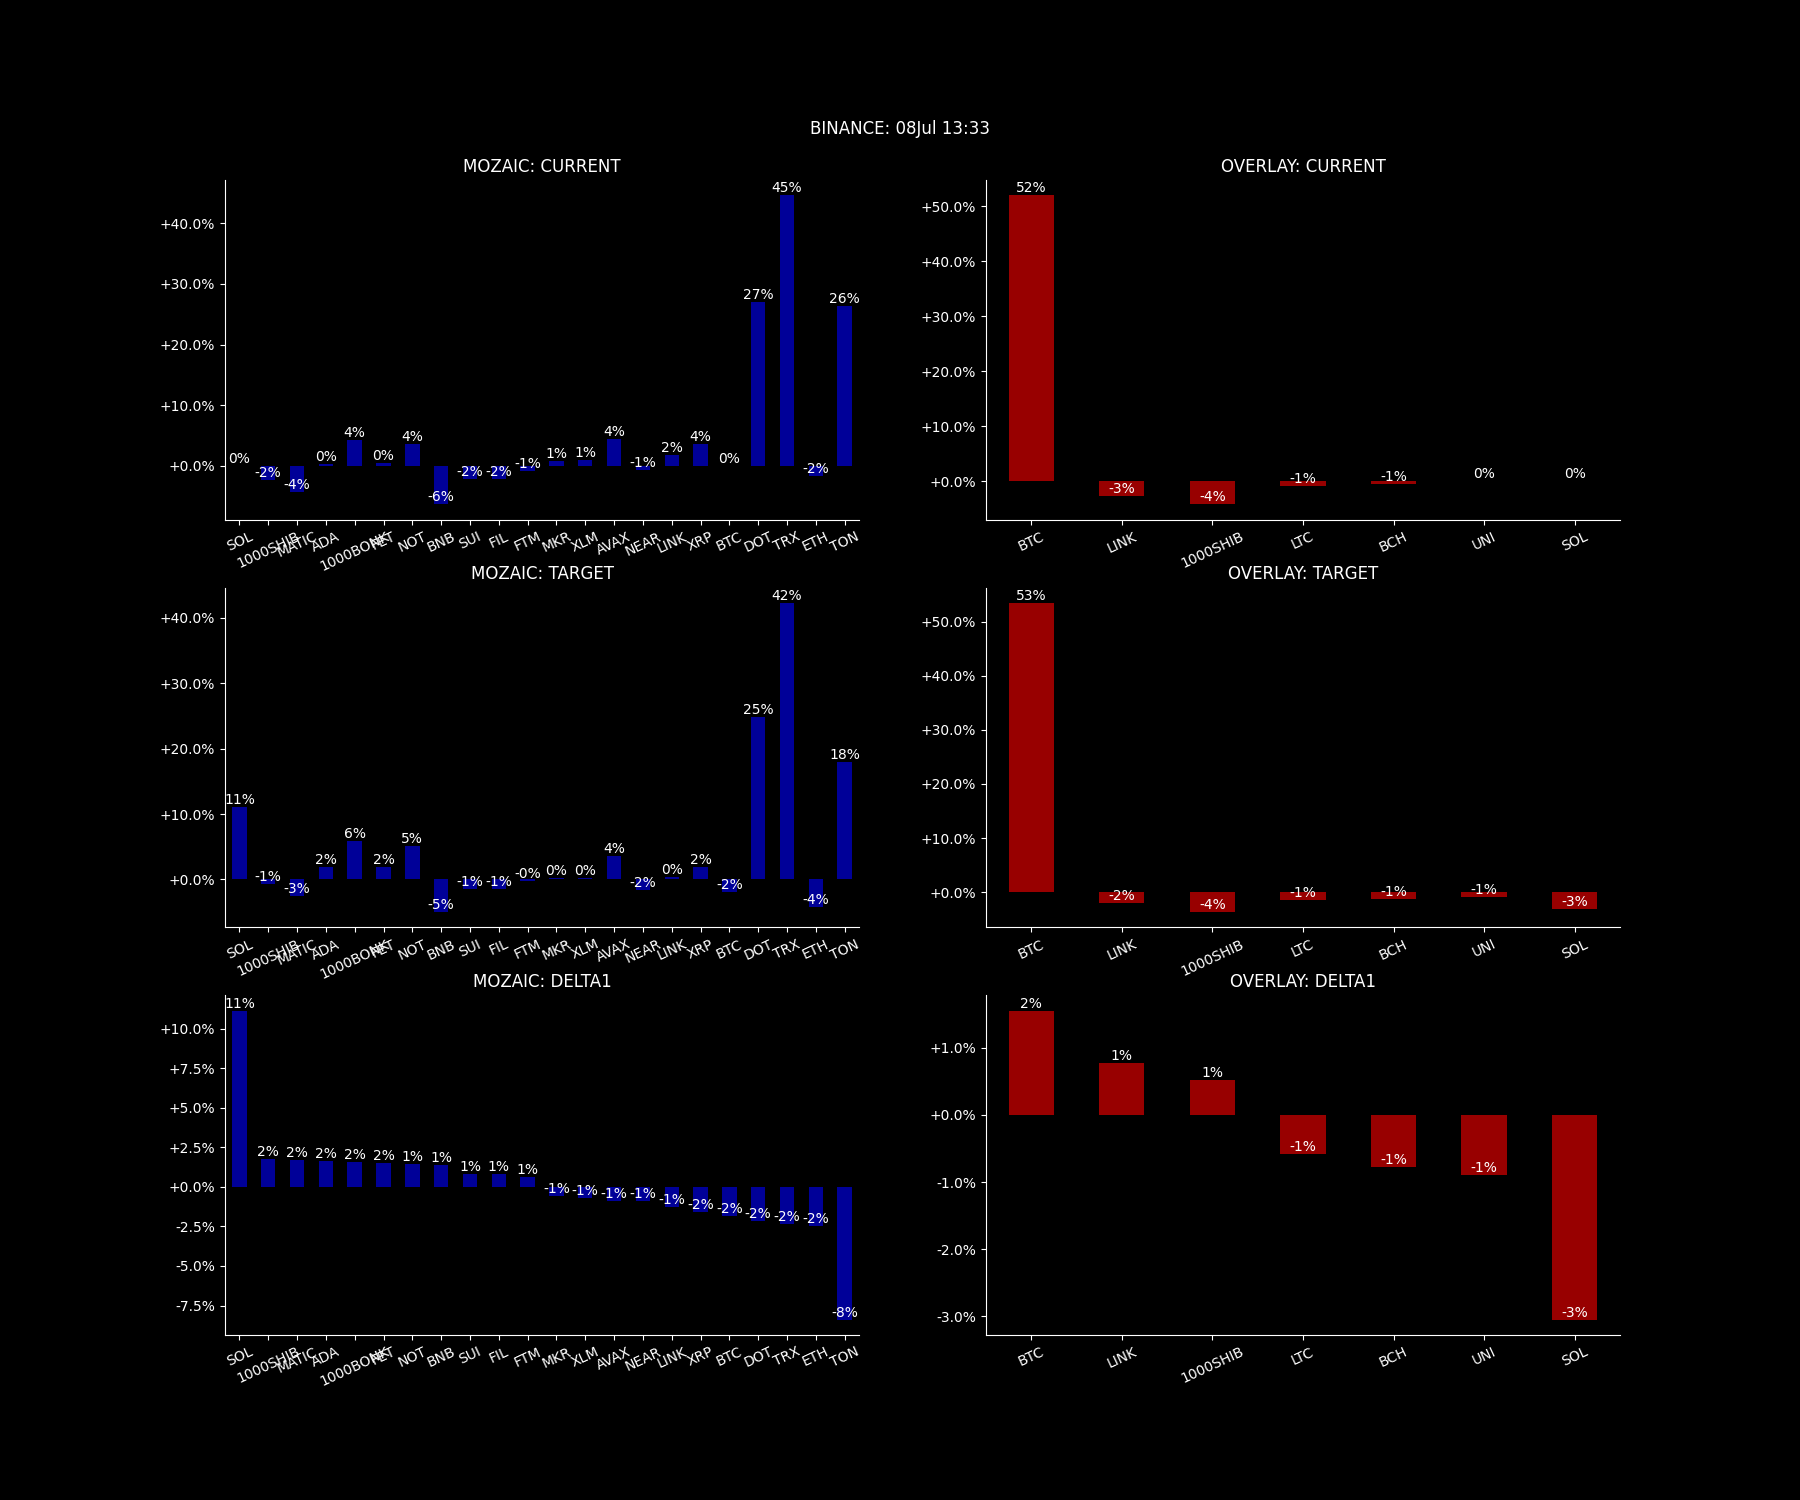 BINANCE: 08Jul 13:33
MOZAIC: CURRENT
+40.0%
+30.0%
+20.0%
+10.0%
+0.0%
0% -2% -4% 0% 4% 0% 4% -6% -2% -2% -1% 1% 1% 4% -1% 2% 4% 0% 27% 45% -2% 26%
SOL 1000SHIB MATIC ADA 1000BONK NOT BNB SUI FIL FTM MKR XLM AVAX NEAR LINK XRP BTC DOT TRX ETH TON
OVERLAY: CURRENT
+50.0%
+40.0%
+30.0%
+20.0%
+10.0%
+0.0%
52% -3% -4% -1% -1% 0% 0%
BTC LINK 1000SHIB LTC BCH UNI SOL
MOZAIC: TARGET
+40.0%
+30.0%
+20.0%
+10.0%
+0.0%
11% -1% -3% 2% 6% 2% 5% -5% -1% -1% -0% 0% 0% 4% -2% 0% 2% -2% 25% 42% -4% 18%
SOL 1000SHIB MATIC ADA 1000BONK NOT BNB SUI FIL FTM MKR XLM AVAX NEAR LINK XRP BTC DOT TRX ETH TON
OVERLAY: TARGET
+50.0%
+40.0%
+30.0%
+20.0%
+10.0%
+0.0%
53% -2% -4% -1% -1% -1% -3%
BTC LINK 1000SHIB LTC BCH UNI SOL
MOZAIC: DELTA1
+10.0%
+7.5%
+5.0%
+2.5%
+0.0%
-2.5%
-5.0%
-7.5%
11% 2% 2% 2% 2% 2% 1% 1% 1% 1% 1% -1% -1% -1% -1% -1% -2% -2% -2% -2% -2% -8%
SOL 1000SHIB MATIC ADA 1000BONK NOT BNB SUI FIL FTM MKR XLM AVAX NEAR LINK XRP BTC DOT TRX ETH TON
OVERLAY: DELTA1
+1.0%
+0.0%
-1.0%
-2.0%
-3.0%
2% 1% 1% -1% -1% -1% -3%
BTC LINK 1000SHIB LTC BCH UNI SOL